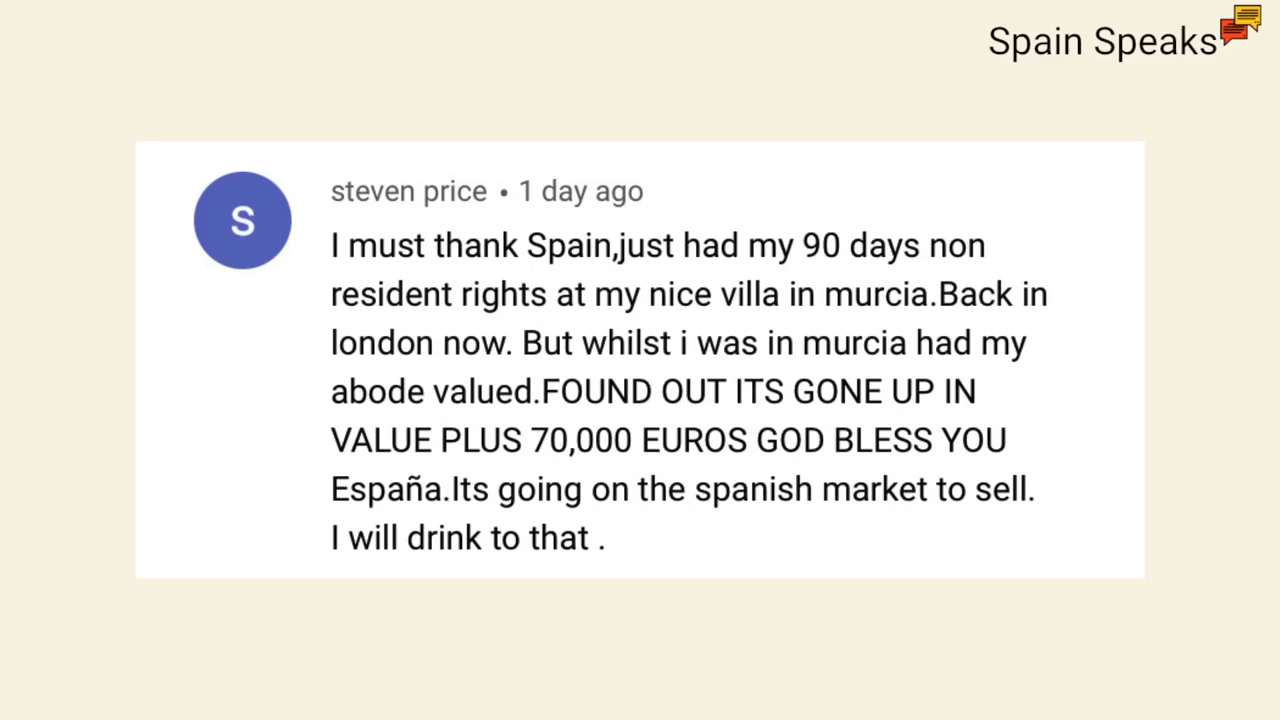 Spain Speaks
steven price • 1 day ago
S
I must thank Spain,just had my 90 days non
resident rights at my nice villa in murcia.Back in
london now. But whilst i was in murcia had my
abode valued.FOUND OUT ITS GONE UP IN
VALUE PLUS 70,000 EUROS GOD BLESS YOU
España.Its going on the spanish market to sell.
I will drink to that .